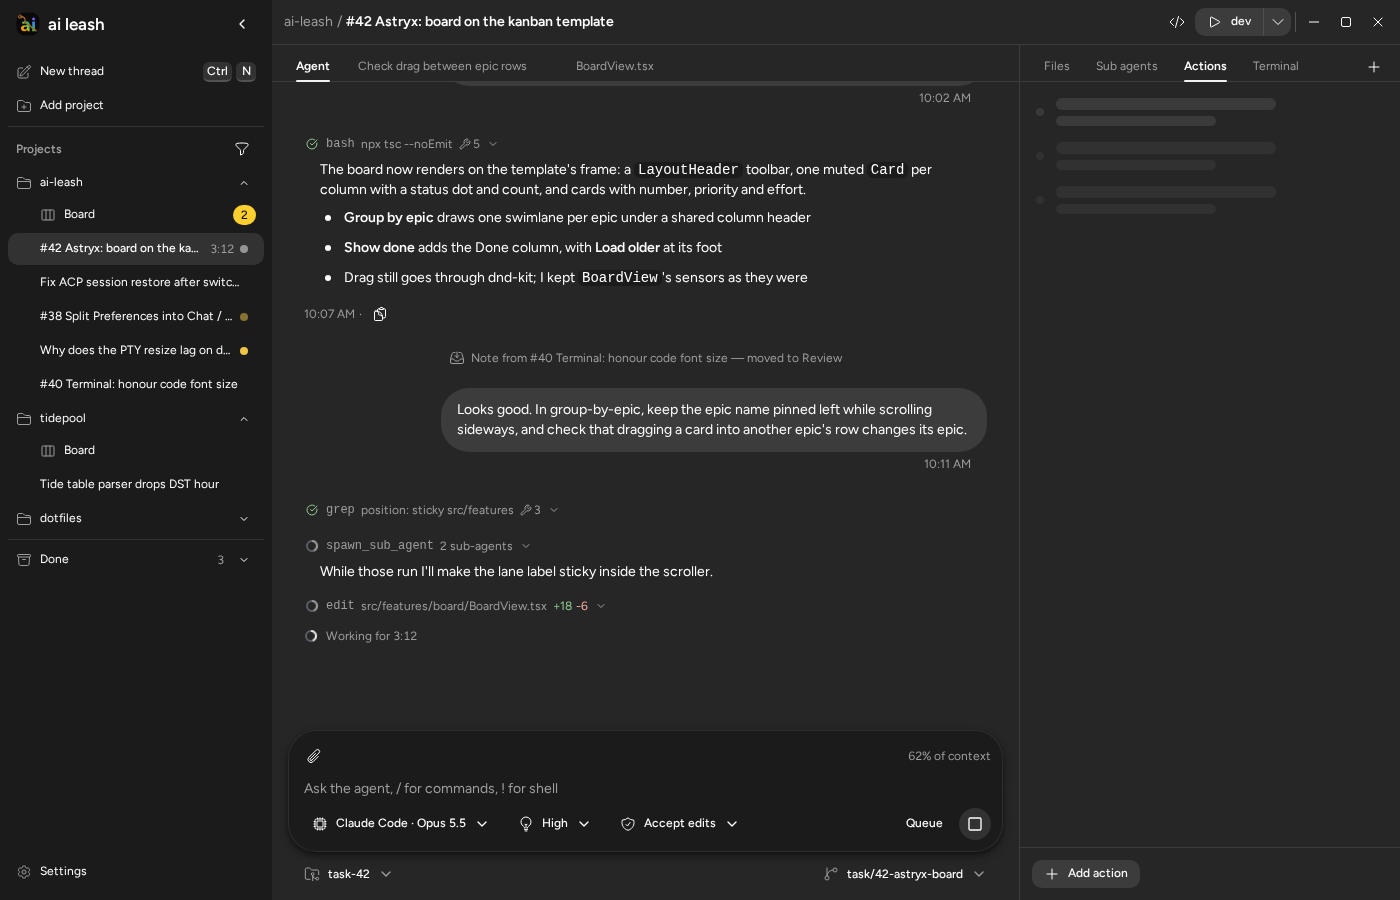 ai leash
New thread
Ctrl N
Add project
Projects
ai-leash
Board
2
#42 Astryx: board on the ka... 3:12
Fix ACP session restore after switc...
#38 Split Preferences into Chat / ...
Why does the PTY resize lag on d...
#40 Terminal: honour code font size
tidepool
Board
Tide table parser drops DST hour
dotfiles
Done 3
Settings
ai-leash / #42 Astryx: board on the kanban template
dev
Agent
Check drag between epic rows
BoardView.tsx
10:02 AM
bash npx tsc --noEmit 5
The board now renders on the template's frame: a LayoutHeader toolbar, one muted Card per
column with a status dot and count, and cards with number, priority and effort.
• Group by epic draws one swimlane per epic under a shared column header
• Show done adds the Done column, with Load older at its foot
• Drag still goes through dnd-kit; I kept BoardView's sensors as they were
10:07 AM ·
Note from #40 Terminal: honour code font size — moved to Review
Looks good. In group-by-epic, keep the epic name pinned left while scrolling
sideways, and check that dragging a card into another epic's row changes its epic.
10:11 AM
grep position: sticky src/features 3
spawn_sub_agent 2 sub-agents
While those run I'll make the lane label sticky inside the scroller.
edit src/features/board/BoardView.tsx +18 -6
Working for 3:12
62% of context
Ask the agent, / for commands, ! for shell
Claude Code · Opus 5.5
High
Accept edits
Queue
task-42
task/42-astryx-board
Files
Sub agents
Actions
Terminal
Add action